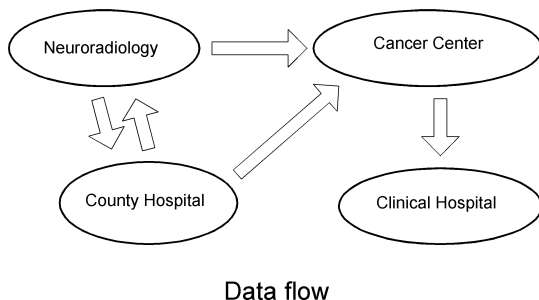 Neuroradiology
Cancer Center
County Hospital
Clinical Hospital
Data flow